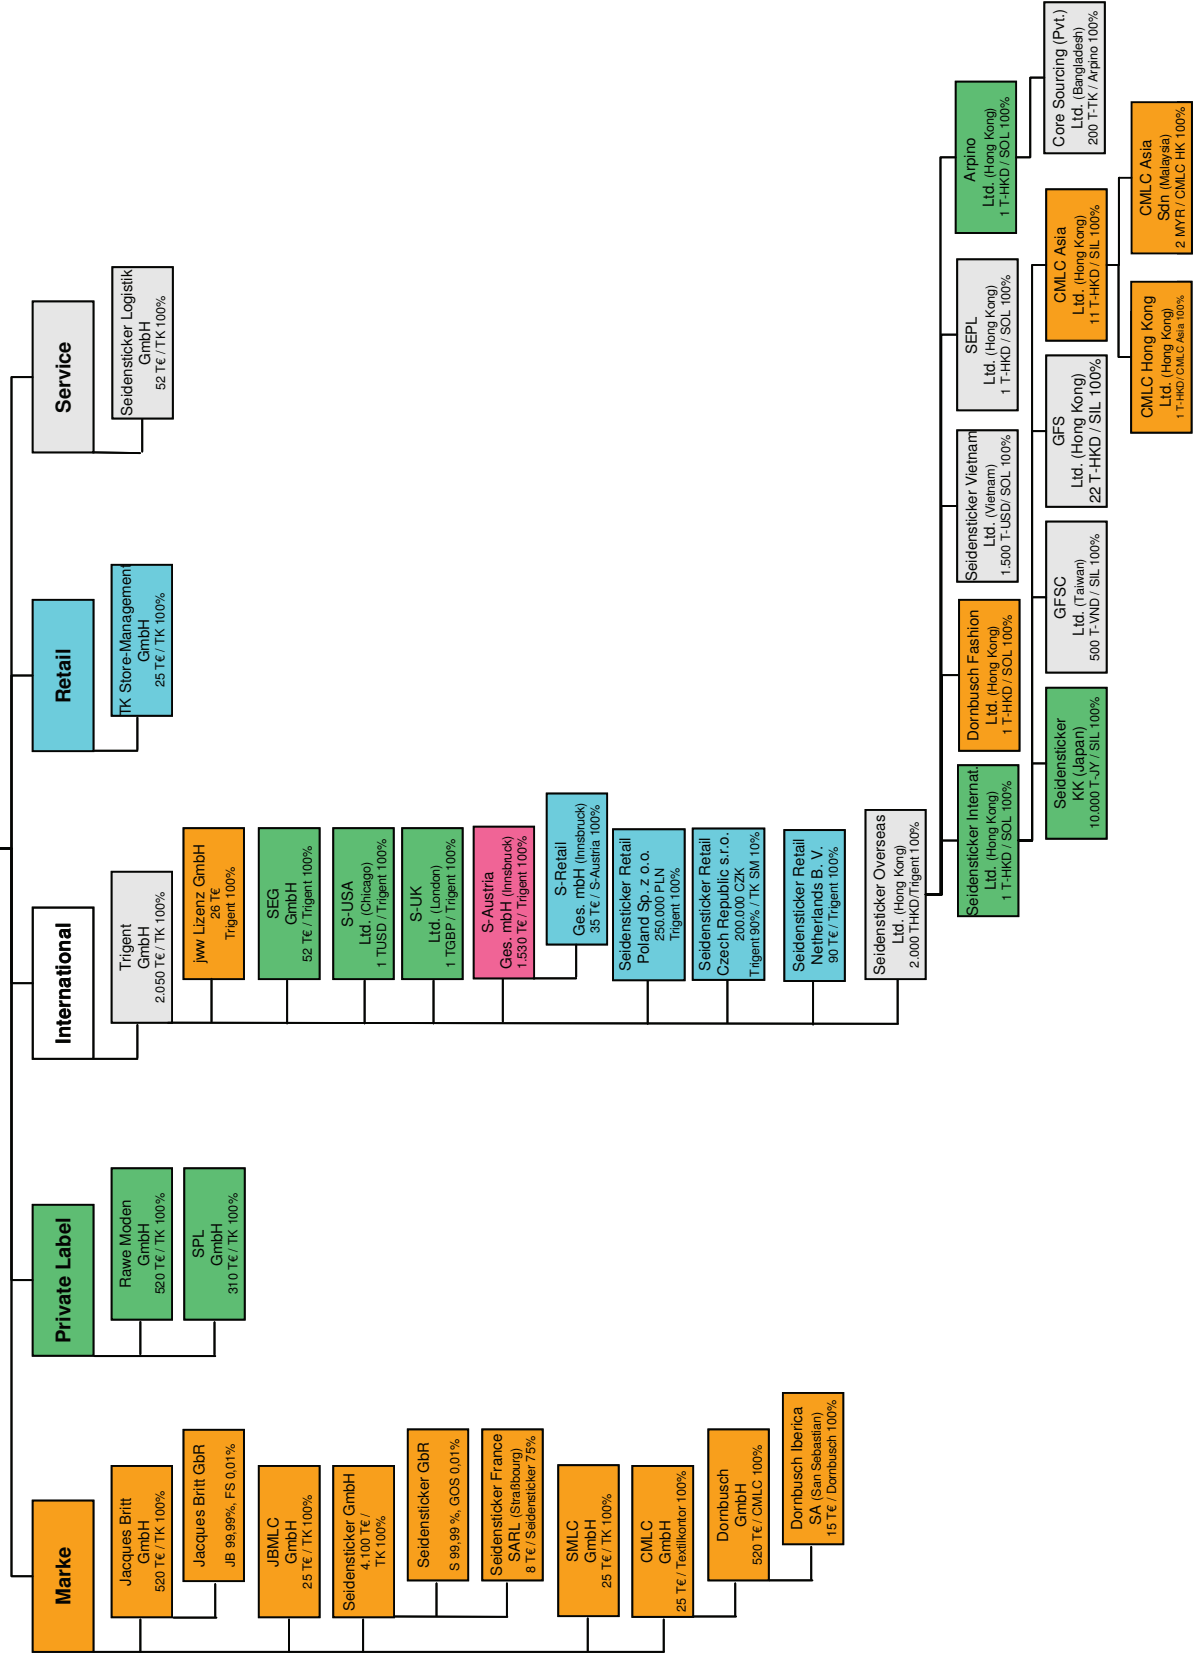 Marke
Jacques Britt
GmbH
520 T€ / TK 100%
Jacques Britt GbR
JB 99,99%, FS 0,01%
JBMLC
GmbH
25 T€ / TK 100%
Seidensticker GmbH
4.100 T€ /
TK 100%
Seidensticker GbR
S 99,99 %, GOS 0,01%
Seidensticker France
SARL (Straßbourg)
8 T€ / Seidensticker 75%
SMLC
GmbH
25 T€ / TK 100%
CMLC
GmbH
25 T€ / Textilkontor 100%
Dornbusch
GmbH
520 T€ / CMLC 100%
Dornbusch Iberica
SA (San Sebastian)
15 T€ / Dornbusch 100%
Private Label
Rawe Moden
GmbH
520 T€ / TK 100%
SPL
GmbH
310 T€ / TK 100%
International
Trigent
GmbH
2.050 T€ / TK 100%
jww Lizenz GmbH
26 T€
Trigent 100%
SEG
GmbH
52 T€ / Trigent 100%
S-USA
Ltd. (Chicago)
1 TUSD / Trigent 100%
S-UK
Ltd. (London)
1 TGBP / Trigent 100%
S- Austria
Ges. mbH (Innsbruck)
1.530 T€ / Trigent 100%
S-Retail
Ges. mbH (Innsbruck)
35 T€ / S-Austria 100%
Seidensticker Retail
Poland Sp. z o.o.
250.000 PLN
Trigent 100%
Seidensticker Retail
Czech Republic s.r.o.
200.000 CZK
Trigent 90% / TK SM 10%
Seidensticker Retail
Netherlands B. V.
90 T€ / Trigent 100%
Seidensticker Overseas
Ltd. (Hong Kong)
2.000 THKD/Trigent 100%
Seidensticker Internat.
Ltd. (Hong Kong)
1 T-HKD / SOL 100%
Dornbusch Fashion
Ltd. (Hong Kong)
1 T-HKD / SOL 100%
Seidensticker Vietnam
Ltd. (Vietnam)
1.500 T-USD/ SOL 100%
SEPL
Ltd. (Hong Kong)
1 T-HKD / SOL 100%
Arpino
Ltd. (Hong Kong)
1 T-HKD / SOL 100%
Seidensticker
KK (Japan)
10.000 T-JY / SIL 100%
GFSC
Ltd. (Taiwan)
500 T-VND / SIL 100%
GFS
Ltd. (Hong Kong)
22 T-HKD / SIL 100%
CMLC Asia
Ltd. (Hong Kong)
11 T-HKD / SIL 100%
Core Sourcing (Pvt.)
Ltd. (Bangladesh)
200 T-TK / Arpino 100%
CMLC Hong Kong
Ltd. (Hong Kong)
1 T-HKD/ CMLC Asia 100%
CMLC Asia
Sdn (Malaysia)
2 MYR / CMLC HK 100%
Retail
TK Store-Management
GmbH
25 T€ / TK 100%
Service
Seidensticker Logistik
GmbH
52 T€ / TK 100%